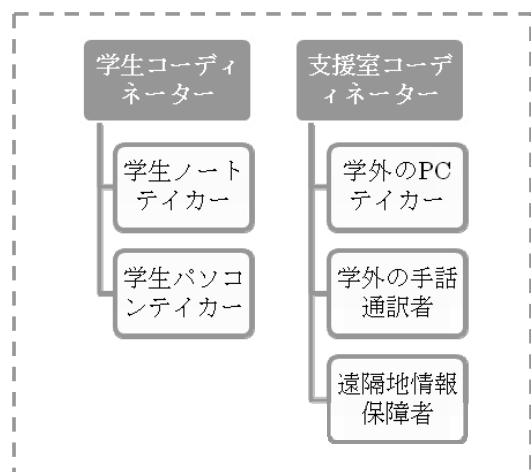 学生コーディ
ネーター
学生ノート
テイカー
学生パソコ
ンテイカー
支援室コーデ
ィネーター
学外のPC
テイカー
学外の手話
通訳者
遠隔地情報
保障者